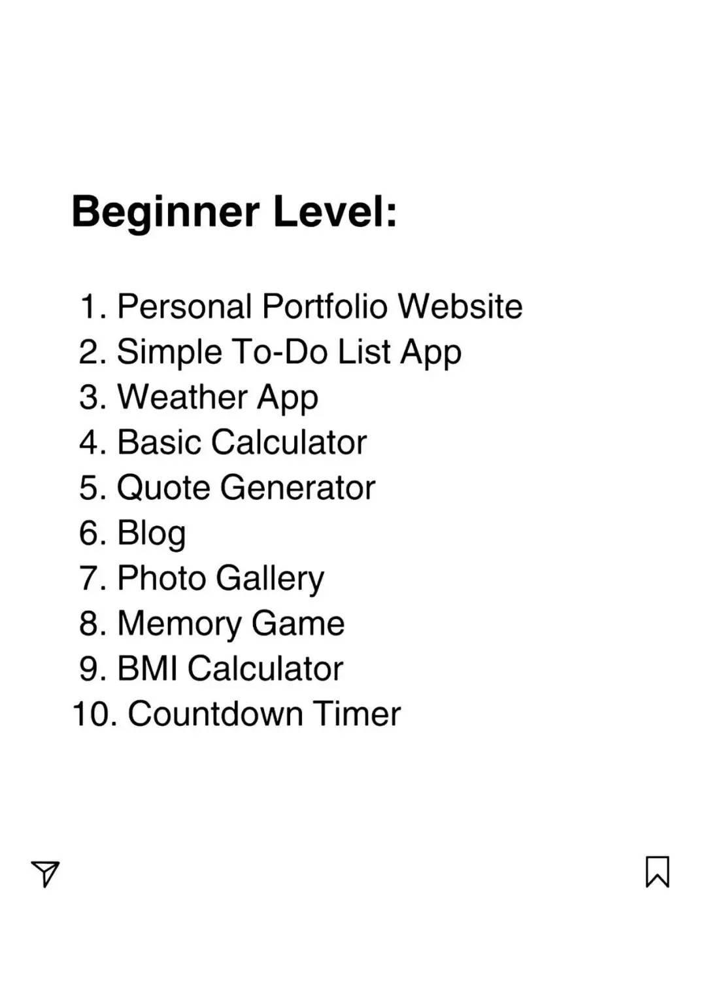 Beginner Level:
1. Personal Portfolio Website
2. Simple To-Do List App
3. Weather App
4. Basic Calculator
5. Quote Generator
6. Blog
7. Photo Gallery
8. Memory Game
9. BMI Calculator
10. Countdown Timer